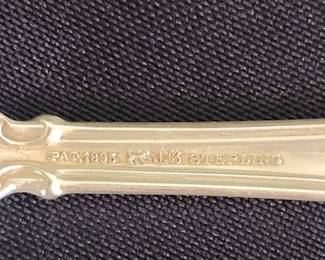 PAT. 1895 STERLING